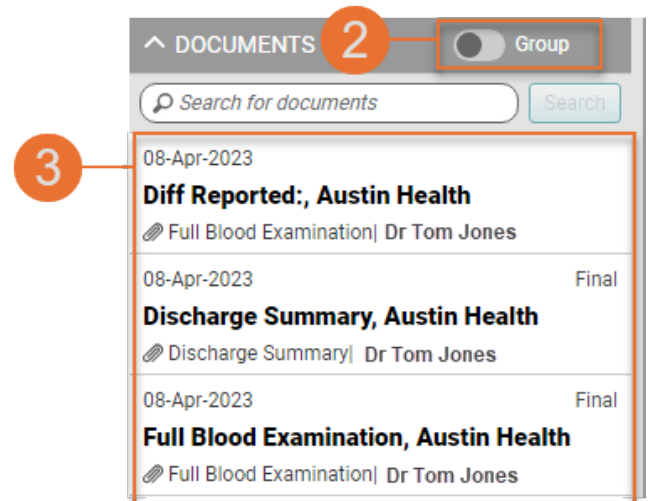 DOCUMENTS 2 Group
Search for documents Search
3
08-Apr-2023
Diff Reported:, Austin Health
Full Blood Examination| Dr Tom Jones
08-Apr-2023 Final
Discharge Summary, Austin Health
Discharge Summary| Dr Tom Jones
08-Apr-2023 Final
Full Blood Examination, Austin Health
Full Blood Examination| Dr Tom Jones